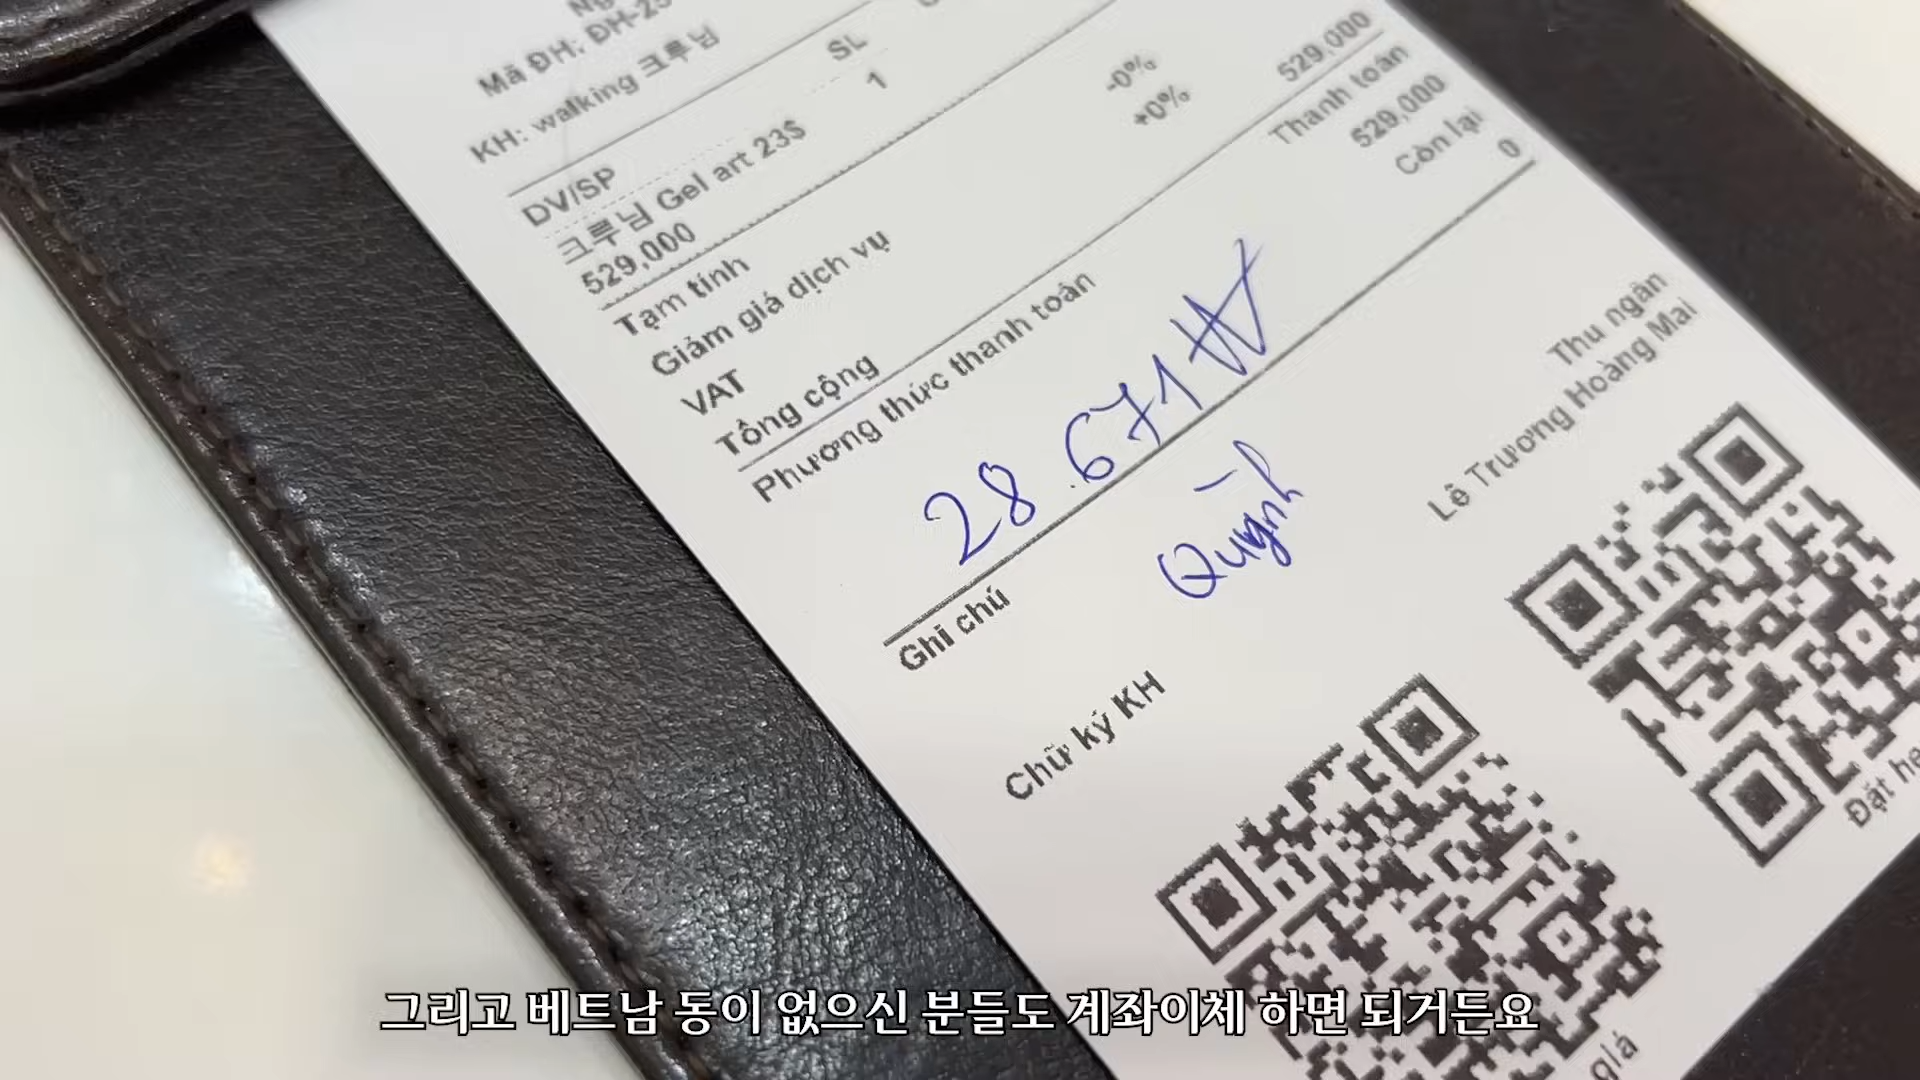 Mã ĐH: ĐH-25
KH: walking 크루님
DV/SP
SL
크루님 Gel art 23$
1
529,000
Tạm tính
Giảm giá dịch vụ
-0%
VAT
+0%
Tổng cộng
529,000
Phương thức thanh toán
Thanh toán
529,000
Còn lại
0
28.671₩
Quỳnh
Ghi chú
Thu ngân
Chữ ký KH
Lê Trương Hoàng Mai
Đặt
giá
그리고 베트남 동이 없으신 분들도 계좌이체 하면 되거든요